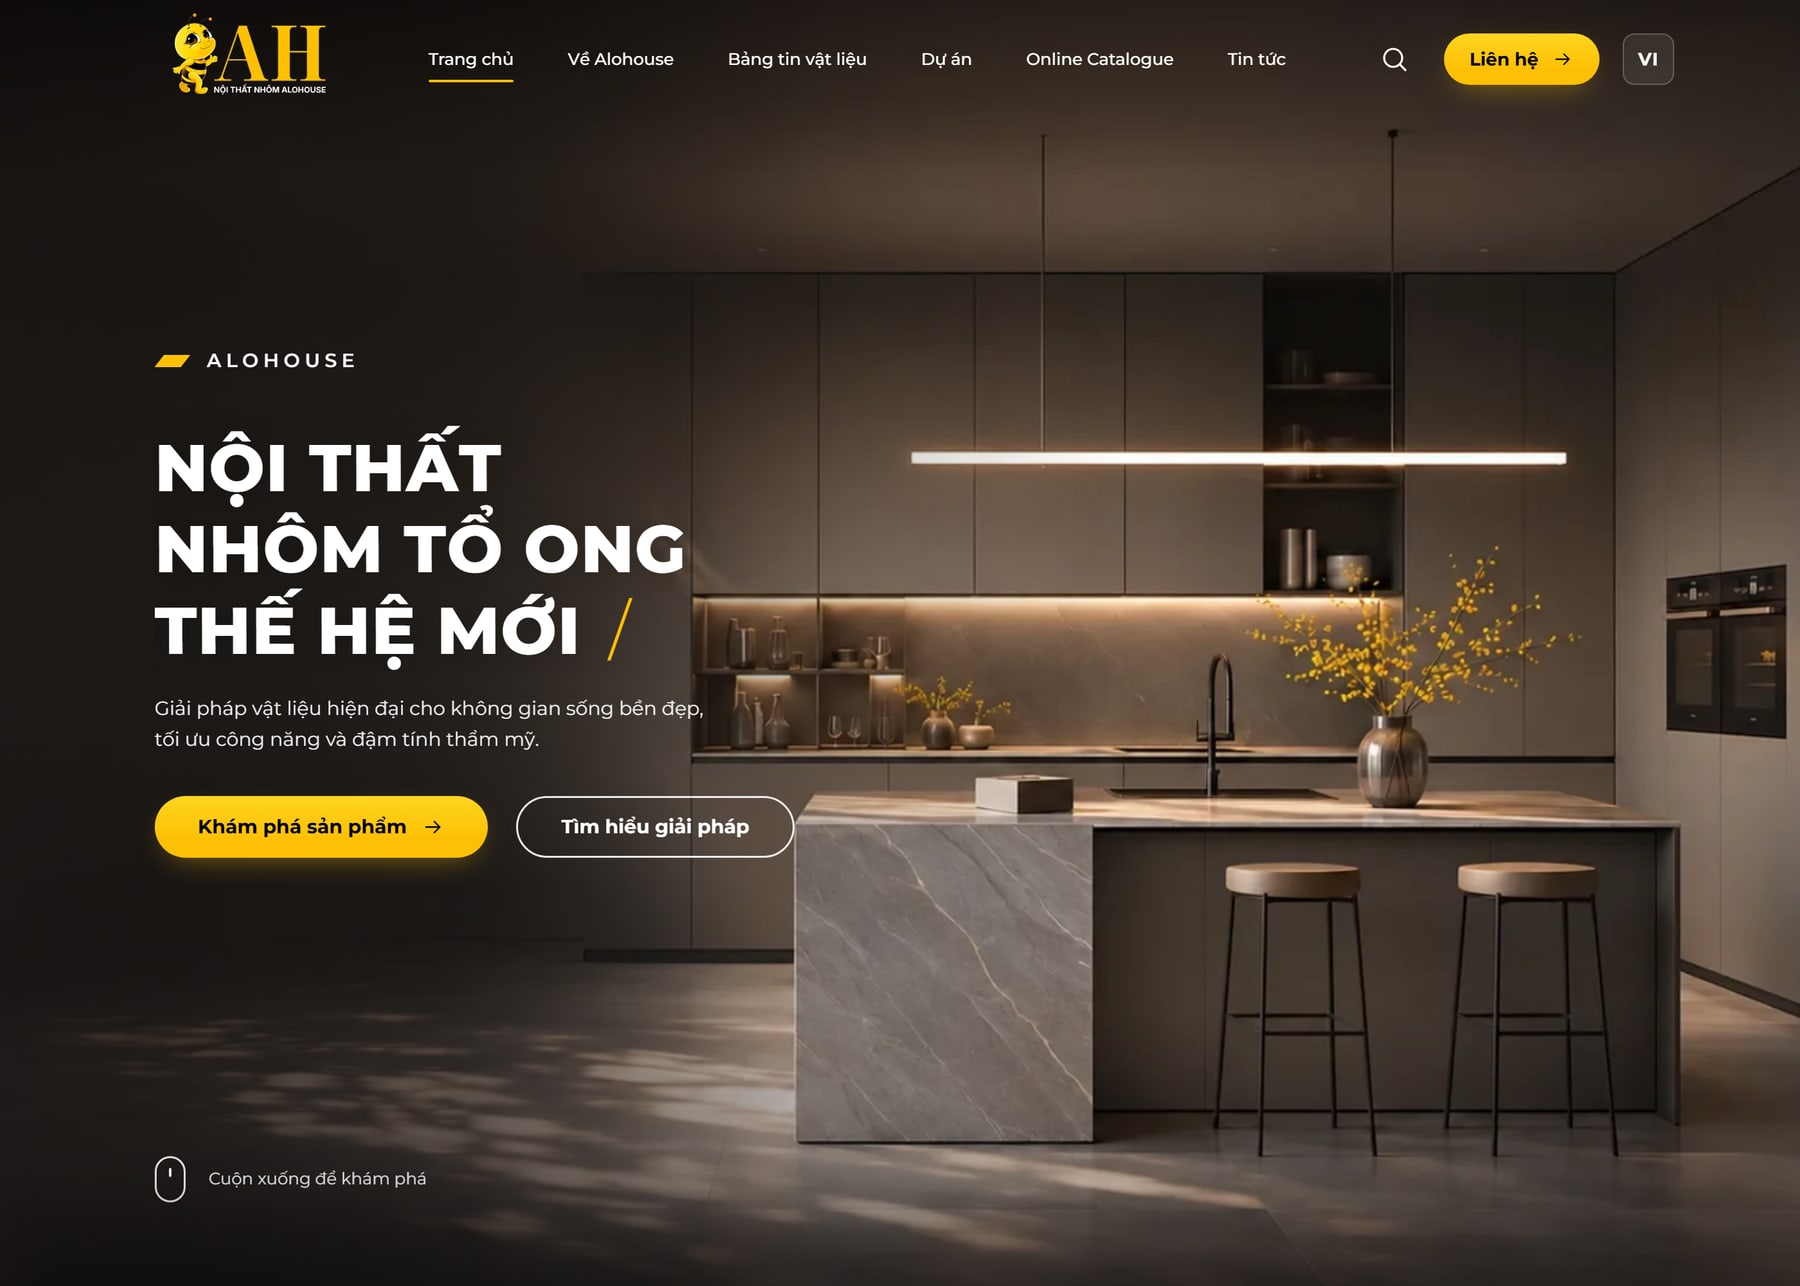 AH
NỘI THẤT NHÔM ALOHOUSE
Trang chủ
Về Alohouse
Bảng tin vật liệu
Dự án
Online Catalogue
Tin tức
Liên hệ
VI
ALOHOUSE
NỘI THẤT
NHÔM TỔ ONG
THẾ HỆ MỚI /
Giải pháp vật liệu hiện đại cho không gian sống bền đẹp,
tối ưu công năng và đậm tính thẩm mỹ.
Khám phá sản phẩm
Tìm hiểu giải pháp
Cuộn xuống để khám phá